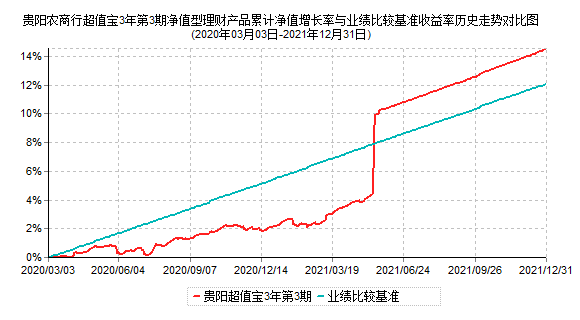 贵阳农商行超值宝3年第3期净值型理财产品累计净值增长率与业绩比较基准收益率历史走势对比图
(2020年03月03日-2021年12月31日)
14%
12%
10%
8%
6%
4%
2%
0%
2020/03/03 2020/06/04 2020/09/07 2020/12/14 2021/03/19 2021/06/24 2021/09/26 2021/12/31
贵阳超值宝3年第3期 业绩比较基准